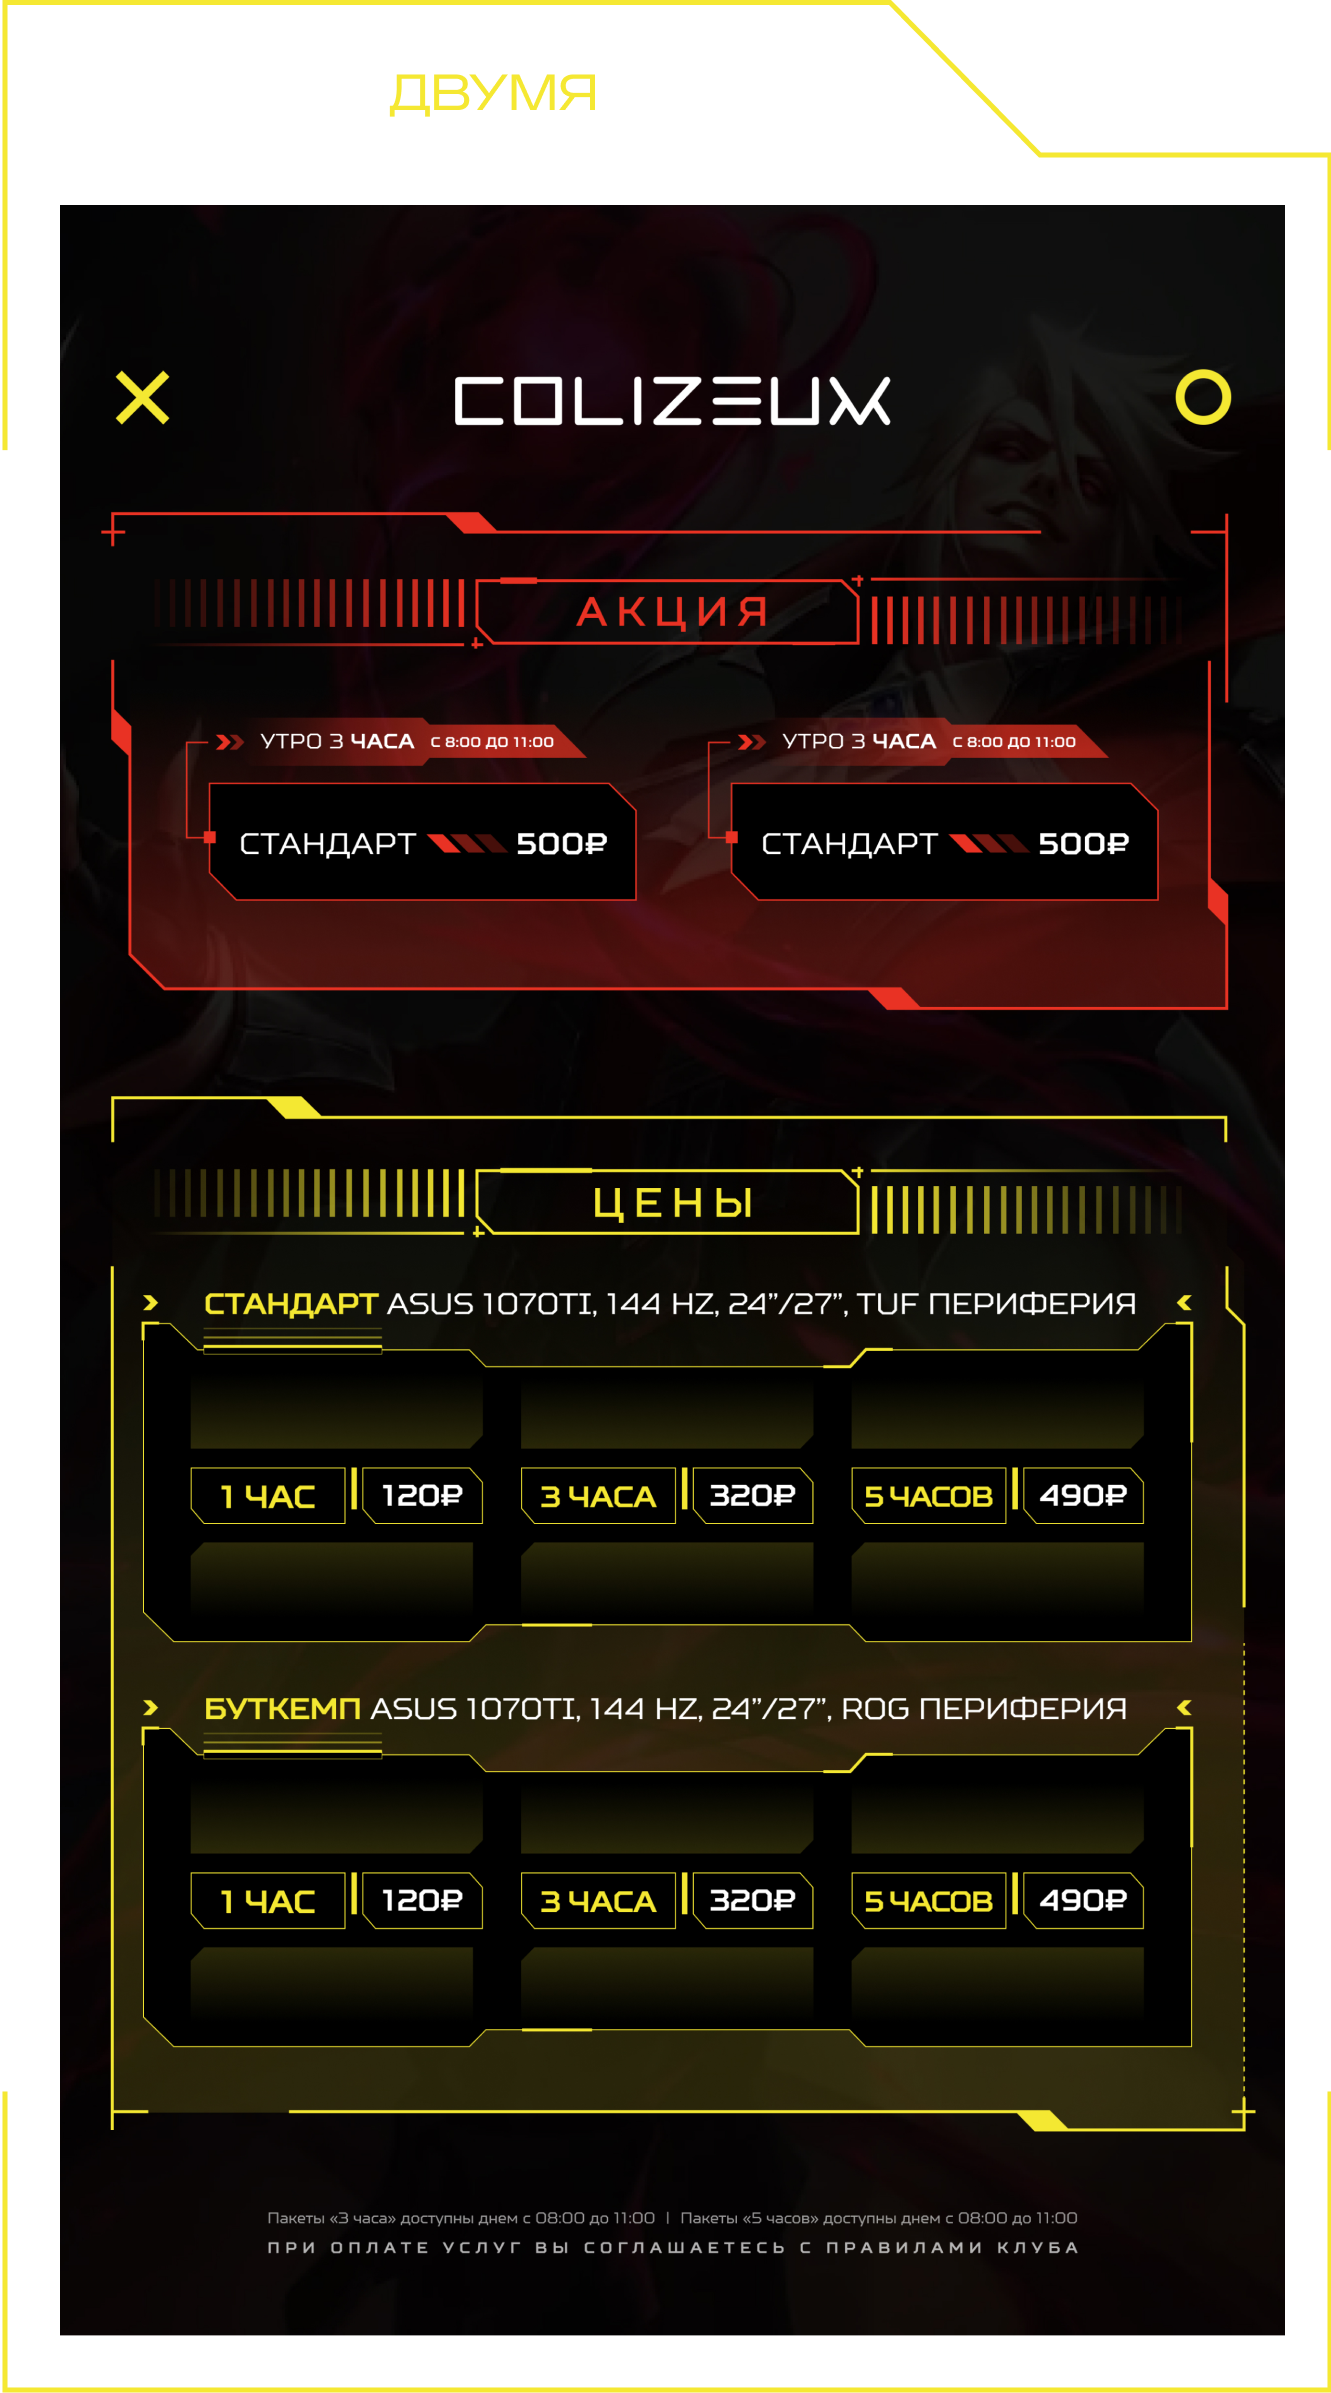 ДВУМЯ
COLIZEUM
АКЦИЯ
УТРО 3 ЧАСА С 8:00 ДО 11:00
СТАНДАРТ 500₽
УТРО 3 ЧАСА С 8:00 ДО 11:00
СТАНДАРТ 500₽
ЦЕНЫ
СТАНДАРТ ASUS 1070TI, 144 HZ, 24”/27”, TUF ПЕРИФЕРИЯ
1 ЧАС 120₽ 3 ЧАСА 320₽ 5 ЧАСОВ 490₽
БУТКЕМП ASUS 1070TI, 144 HZ, 24”/27”, ROG ПЕРИФЕРИЯ
1 ЧАС 120₽ 3 ЧАСА 320₽ 5 ЧАСОВ 490₽
Пакеты «3 часа» доступны днем с 08:00 до 11:00 | Пакеты «5 часов» доступны днем с 08:00 до 11:00
ПРИ ОПЛАТЕ УСЛУГ ВЫ СОГЛАШАЕТЕСЬ С ПРАВИЛАМИ КЛУБА